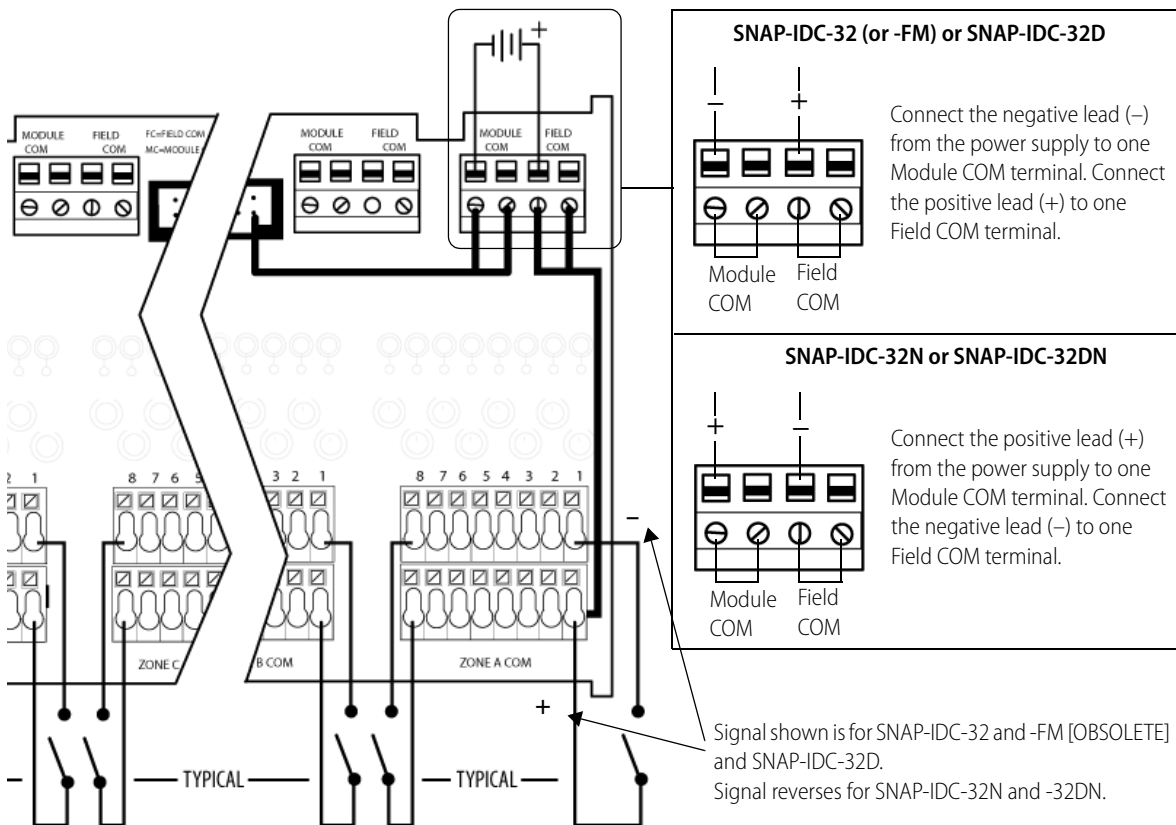 +
MODULE COM
FIELD COM
FC=FIELD COM
MC=MODULE
MODULE COM
FIELD COM
MODULE COM
FIELD COM
2 1
8 7 6 5
3 2 1
8 7 6 5 4 3 2 1
−
ZONE C
B COM
ZONE A COM
+
TYPICAL
TYPICAL
SNAP-IDC-32 (or -FM) or SNAP-IDC-32D
− +
Connect the negative lead (–)
from the power supply to one
Module COM terminal. Connect
the positive lead (+) to one
Field COM terminal.
Module COM
Field COM
SNAP-IDC-32N or SNAP-IDC-32DN
+ −
Connect the positive lead (+)
from the power supply to one
Module COM terminal. Connect
the negative lead (–) to one
Field COM terminal.
Module COM
Field COM
Signal shown is for SNAP-IDC-32 and -FM [OBSOLETE]
and SNAP-IDC-32D.
Signal reverses for SNAP-IDC-32N and -32DN.